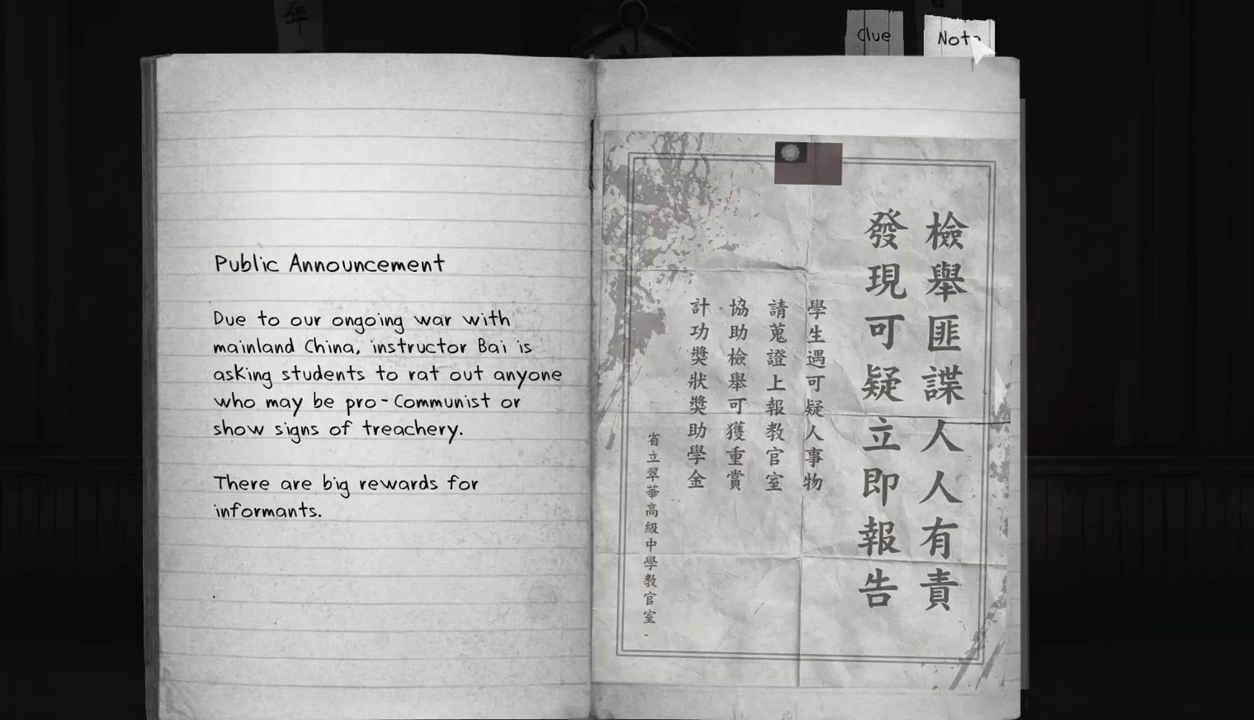 年
Clue
Note
Public Announcement
Due to our ongoing war with
mainland China, instructor Bai is
asking students to rat out anyone
who may be pro-Communist or
show signs of treachery.
There are big rewards for
informants.
檢舉匪諜人人有責
發現可疑立即報告
學生遇可疑人事物
請蒐證上報教官室
協助檢舉可獲重賞
計功獎狀獎助學金
省立翠華高級中學教官室